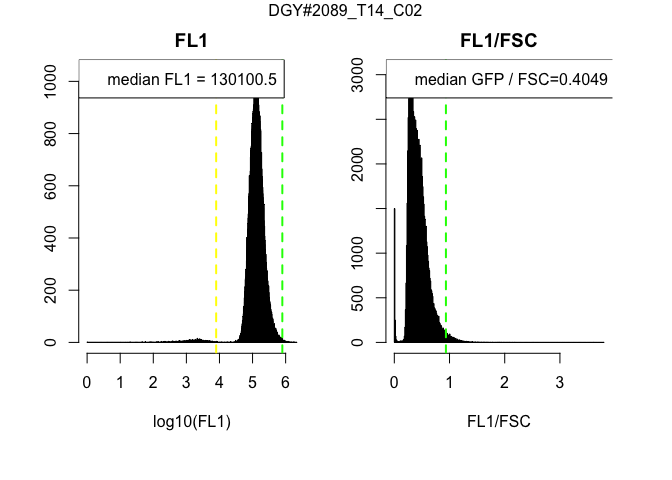 DGY#2089_T14_C02
FL1
median FL1 = 130100.5
0 200 400 600 800 1000
0 1 2 3 4 5 6
log10(FL1)
FL1/FSC
median GFP / FSC=0.4049
0 500 1000 2000 3000
0 1 2 3
FL1/FSC